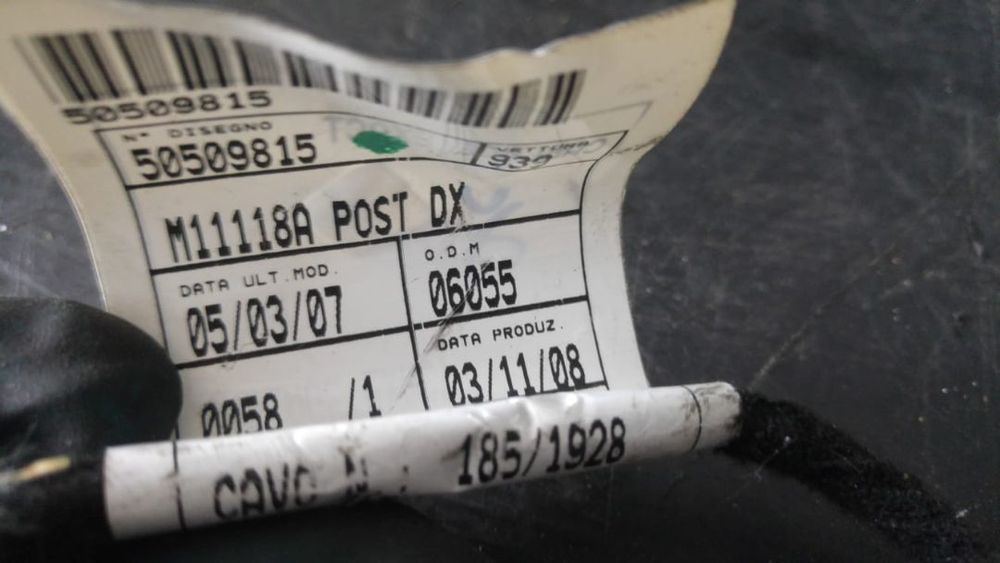 50509815
N° DISEGNO
50509815
VETTURA
939
M11118A POST DX
DATA ULT.MOD.
05/03/07
O.D.M
06055
DATA PRODUZ.
03/11/08
0058 /1
CAVO N.: 185/1928